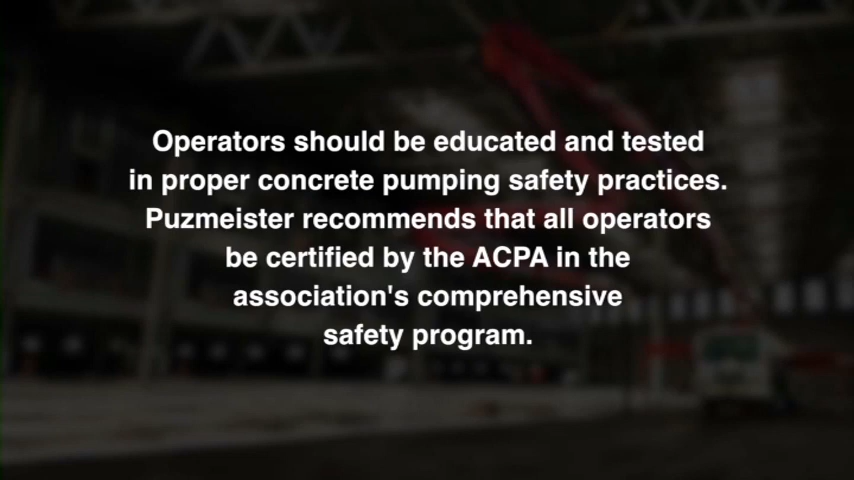 Operators should be educated and tested
in proper concrete pumping safety practices.
Puzmeister recommends that all operators
be certified by the ACPA in the
association's comprehensive
safety program.